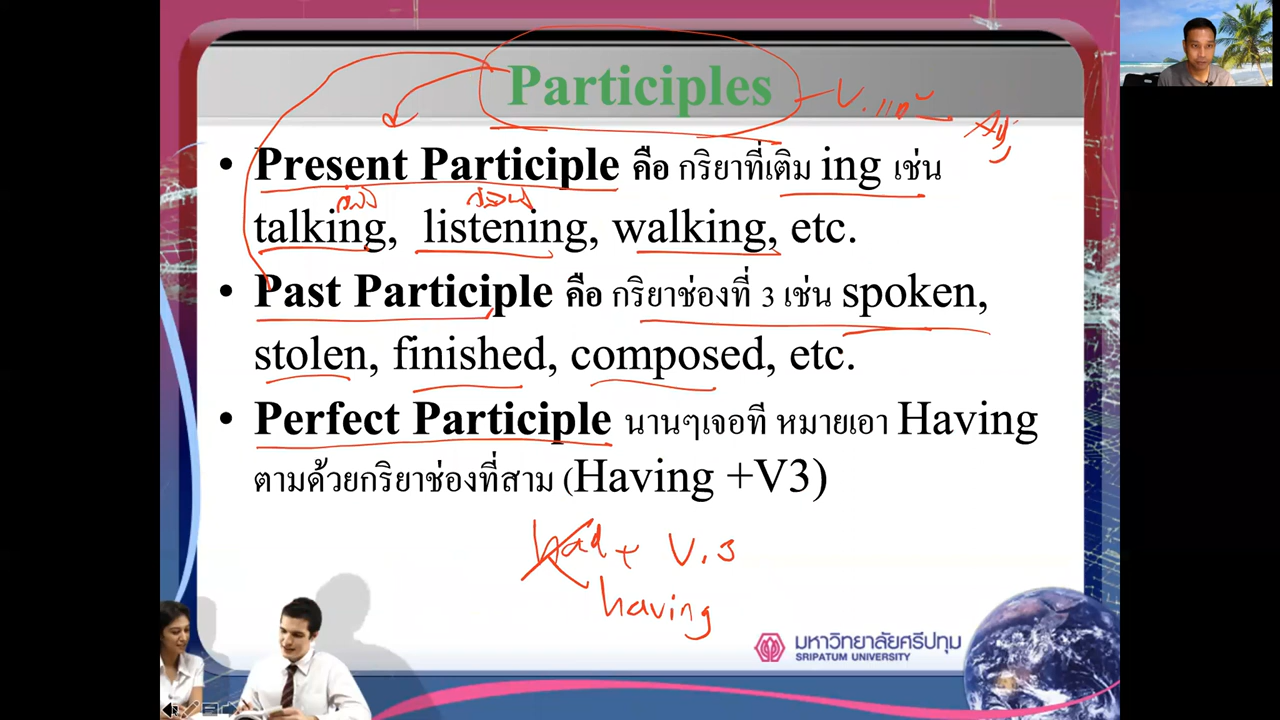 Participles
Adj
• Present Participle คือ กริยาที่เติม ing เช่น
talking, listening, walking, etc.
• Past Participle คือ กริยาช่องที่ 3 เช่น spoken,
stolen, finished, composed, etc.
• Perfect Participle นานๆเจอที หมายเอา Having
ตามด้วยกริยาช่องที่สาม (Having +V3)
had + V.3
having
มหาวิทยาลัยศรีปทุม
SRIPATUM UNIVERSITY